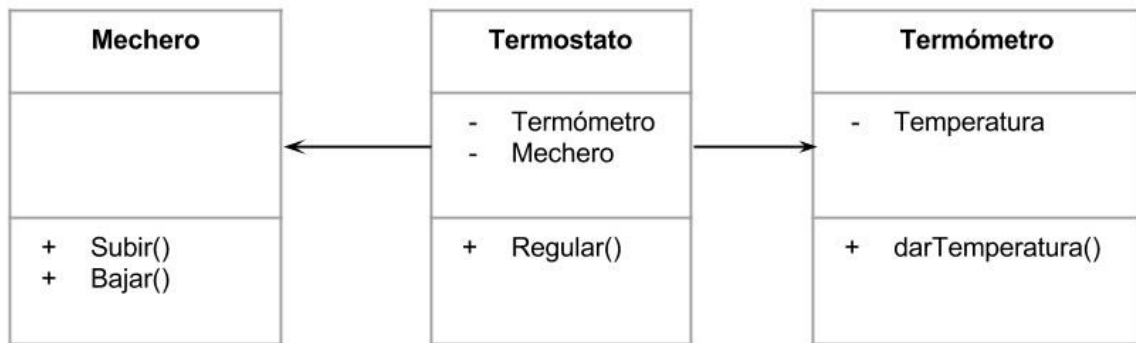 Mechero
Termostato
- Termómetro
- Mechero
Termómetro
- Temperatura
+ Subir()
+ Bajar()
+ Regular()
+ darTemperatura()